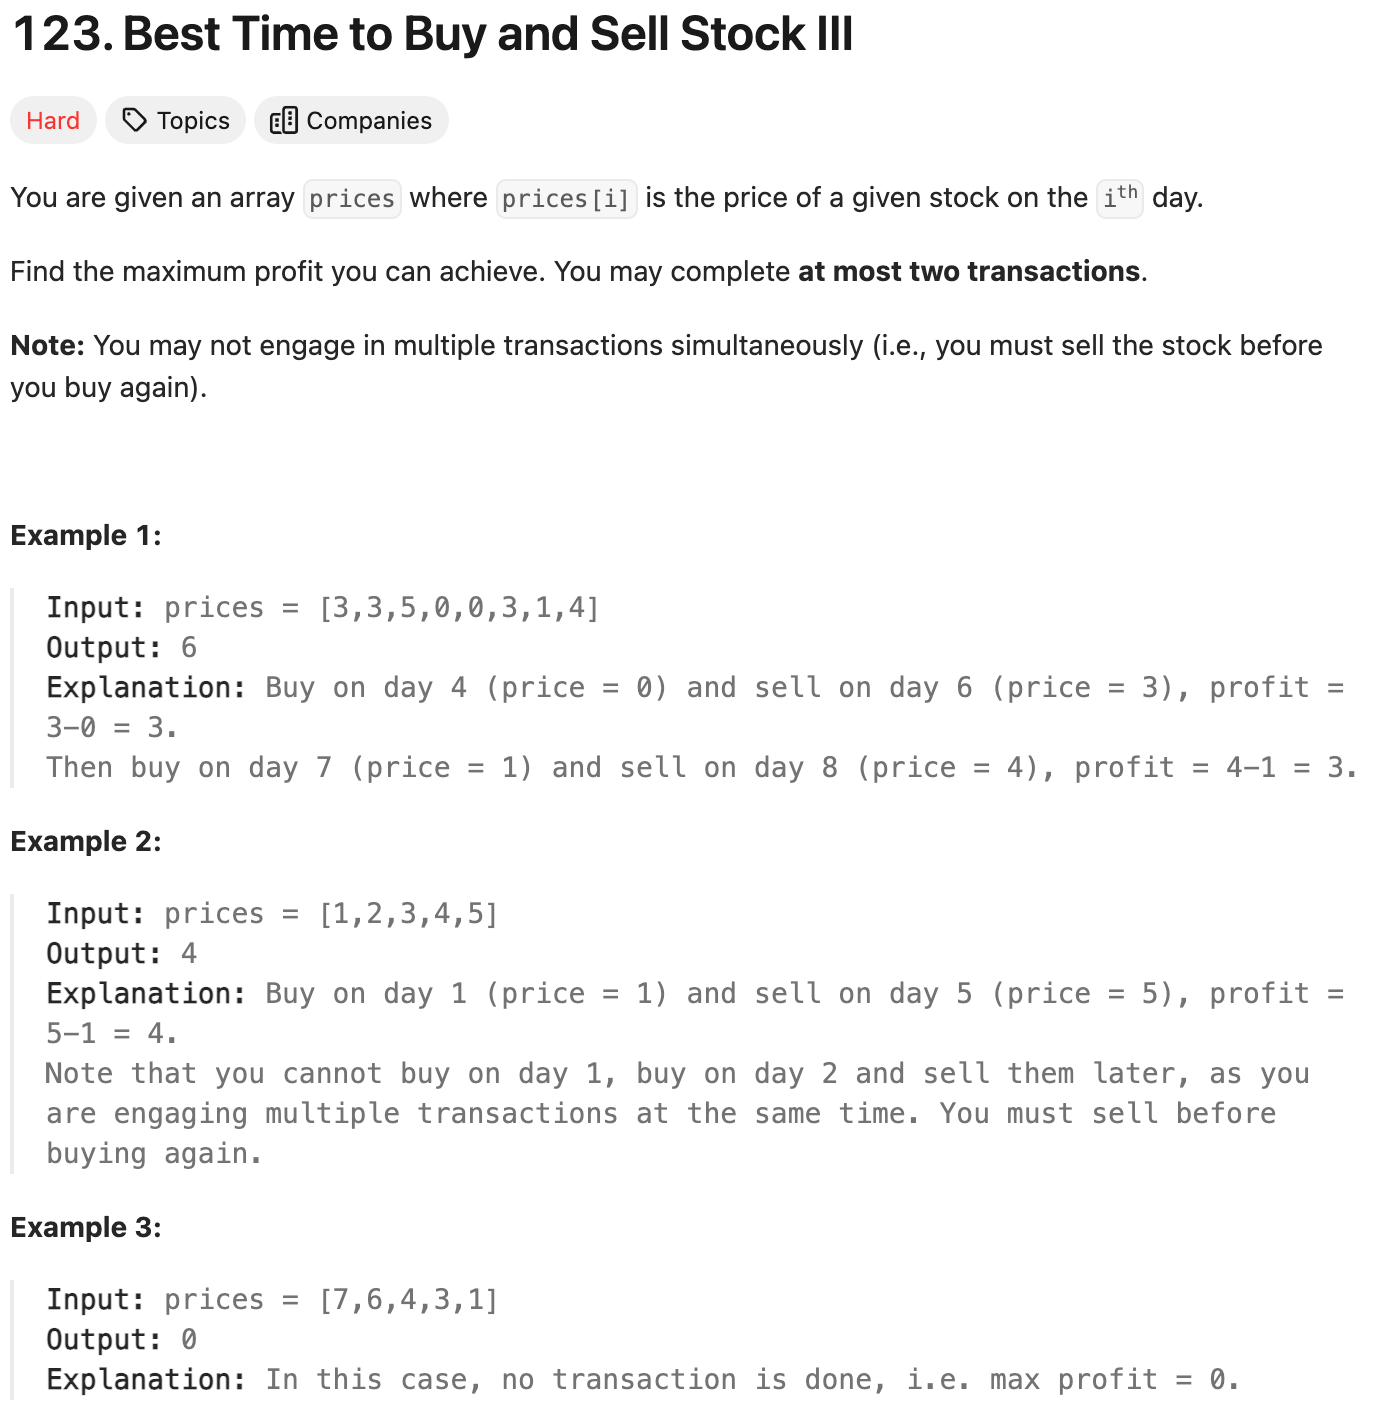 123. Best Time to Buy and Sell Stock III
Hard Topics Companies
You are given an array prices where prices[i] is the price of a given stock on the ith day.
Find the maximum profit you can achieve. You may complete at most two transactions.
Note: You may not engage in multiple transactions simultaneously (i.e., you must sell the stock before
you buy again).
Example 1:
Input: prices = [3,3,5,0,0,3,1,4]
Output: 6
Explanation: Buy on day 4 (price = 0) and sell on day 6 (price = 3), profit =
3-0 = 3.
Then buy on day 7 (price = 1) and sell on day 8 (price = 4), profit = 4-1 = 3.
Example 2:
Input: prices = [1,2,3,4,5]
Output: 4
Explanation: Buy on day 1 (price = 1) and sell on day 5 (price = 5), profit =
5-1 = 4.
Note that you cannot buy on day 1, buy on day 2 and sell them later, as you
are engaging multiple transactions at the same time. You must sell before
buying again.
Example 3:
Input: prices = [7,6,4,3,1]
Output: 0
Explanation: In this case, no transaction is done, i.e. max profit = 0.